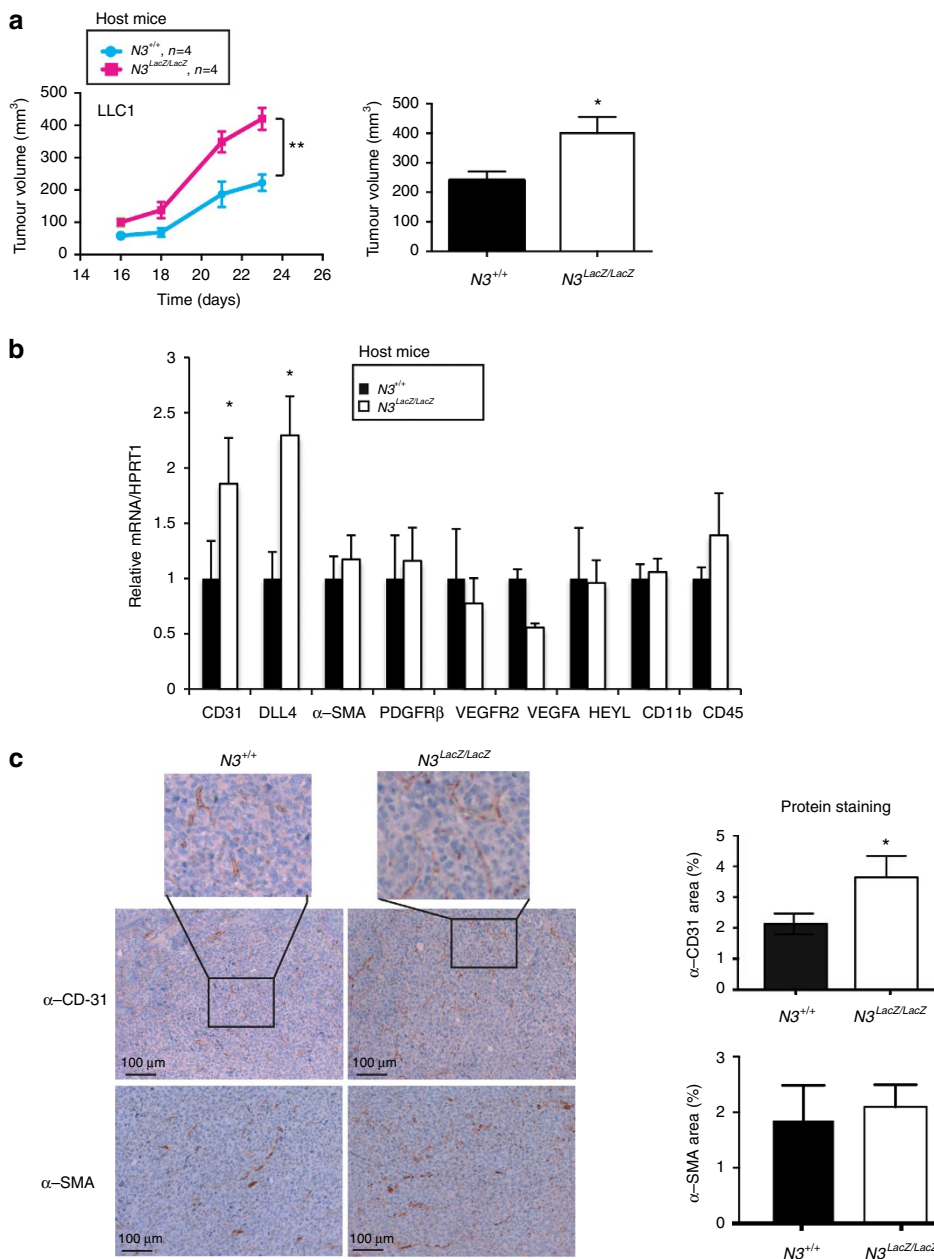 a
Host mice
N3+/+, n=4
N3LacZ/LacZ, n=4
LLC1
Tumour volume (mm3)
500
400
300
200
100
0
**
14 16 18 20 22 24 26
Time (days)
Tumour volume (mm3)
500
400
300
200
100
0
*
N3+/+ N3LacZ/LacZ
b
Host mice
N3+/+
N3LacZ/LacZ
Relative mRNA/HPRT1
3
2.5
2
1.5
1
0.5
0
* *
CD31 DLL4 α–SMA PDGFRβ VEGFR2 VEGFA HEYL CD11b CD45
c
N3+/+ N3LacZ/LacZ
α–CD-31
100 μm 100 μm
α–SMA
100 μm 100 μm
Protein staining
α–CD31 area (%)
5
4
3
2
1
0
*
N3+/+ N3LacZ/LacZ
α–SMA area (%)
3
2
1
0
N3+/+ N3LacZ/LacZ